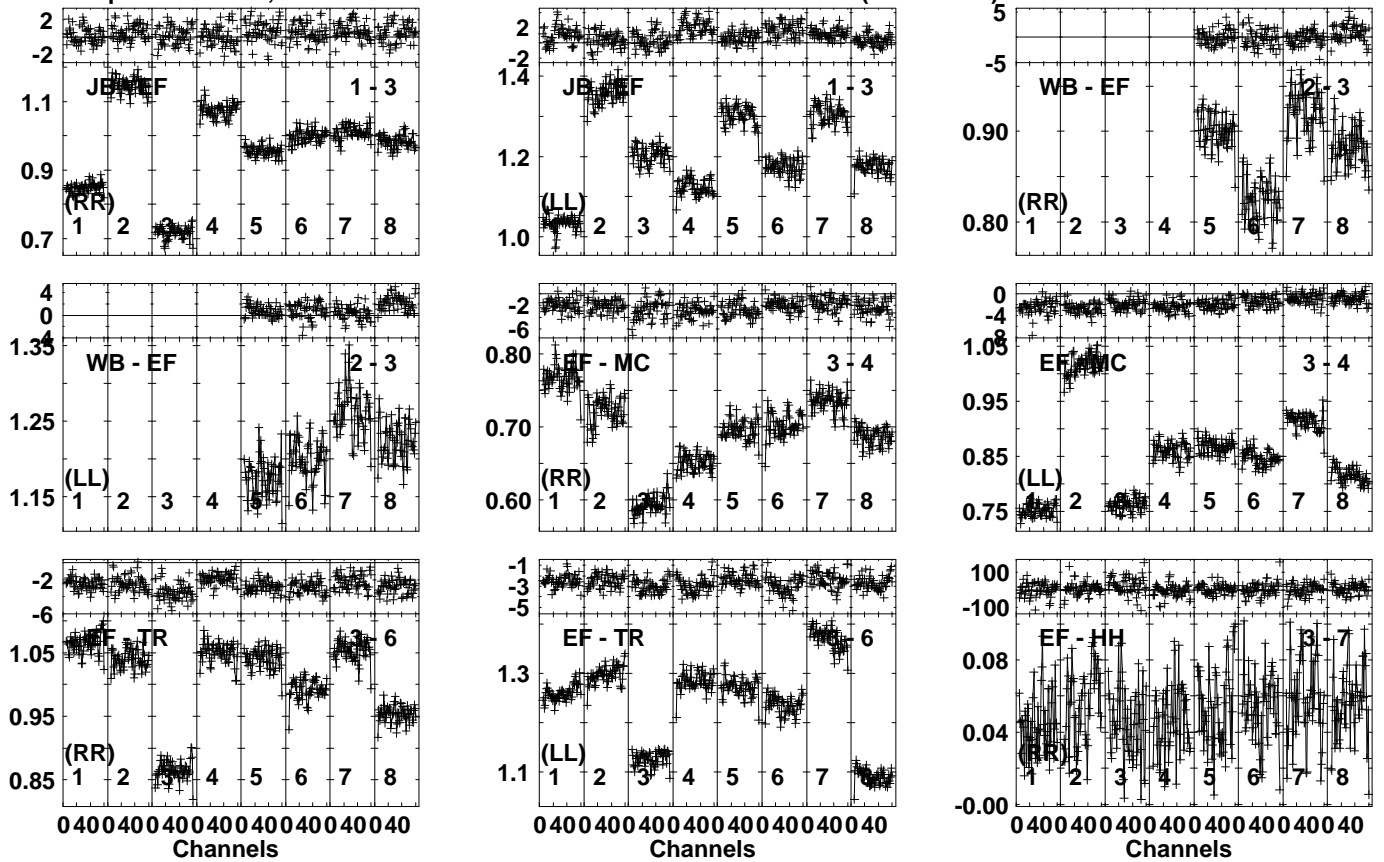 2
-2
JB - EF 1 - 3
1.1
0.9
0.7
(RR)
1 2 3 4 5 6 7 8
2
-2
JB - EF 1 - 3
1.4
1.2
1.0
(LL)
1 2 3 4 5 6 7 8
5
-5
WB - EF 2 - 3
0.90
0.80
(RR)
1 2 3 4 5 6 7 8
4
0
4
1.35
WB - EF 2 - 3
1.25
1.15
(LL)
1 2 3 4 5 6 7 8
-2
-6
0.80
EF - MC 3 - 4
0.70
0.60
(RR)
1 2 3 4 5 6 7 8
0
-4
8
1.05
EF - MC 3 - 4
0.95
0.85
0.75
(LL)
1 2 3 4 5 6 7 8
-2
-6
EF - TR 3 - 6
1.05
0.95
0.85
(RR)
1 2 3 4 5 6 7 8
0 40 0 40 0 40 0 40 0 40 0 40 0 40 0 40
Channels
-1
-3
-5
EF - TR 3 - 6
1.3
1.1
(LL)
1 2 3 4 5 6 7 8
0 40 0 40 0 40 0 40 0 40 0 40 0 40 0 40
Channels
100
-100
EF - HH 3 - 7
0.08
0.04
-0.00
(RR)
1 2 3 4 5 6 7 8
0 40 0 40 0 40 0 40 0 40 0 40 0 40 0 40
Channels